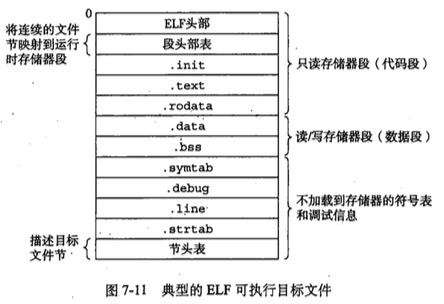 0
将连续的文件
节映射到运行
时存储器段
ELF头部
段头部表
.init
.text
.rodata
只读存储器段（代码段）
.data
.bss
读/写存储器段（数据段）
.symtab
.debug
.line
.strtab
节头表
不加载到存储器的符号表
和调试信息
描述目标
文件节
图 7-11 典型的 ELF 可执行目标文件